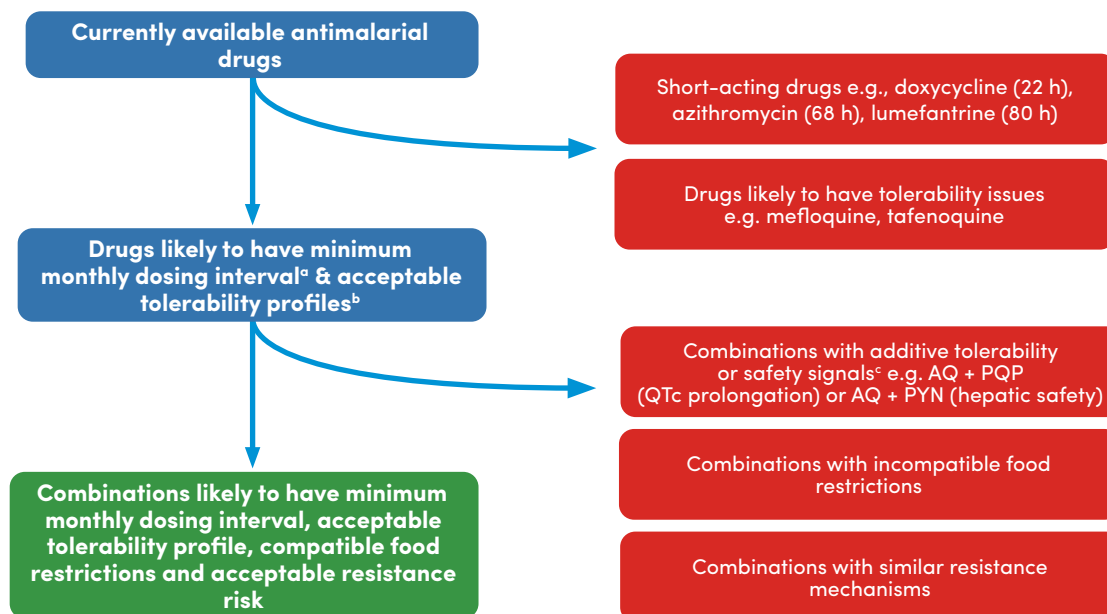 Currently available antimalarial
drugs
Short-acting drugs e.g., doxycycline (22 h),
azithromycin (68 h), lumefantrine (80 h)
Drugs likely to have tolerability issues
e.g. mefloquine, tafenoquine
Drugs likely to have minimum
monthly dosing intervalᵃ & acceptable
tolerability profilesᵇ
Combinations with additive tolerability
or safety signalsᶜ e.g. AQ + PQP
(QTc prolongation) or AQ + PYN (hepatic safety)
Combinations with incompatible food
restrictions
Combinations likely to have minimum
monthly dosing interval, acceptable
tolerability profile, compatible food
restrictions and acceptable resistance
risk
Combinations with similar resistance
mechanisms